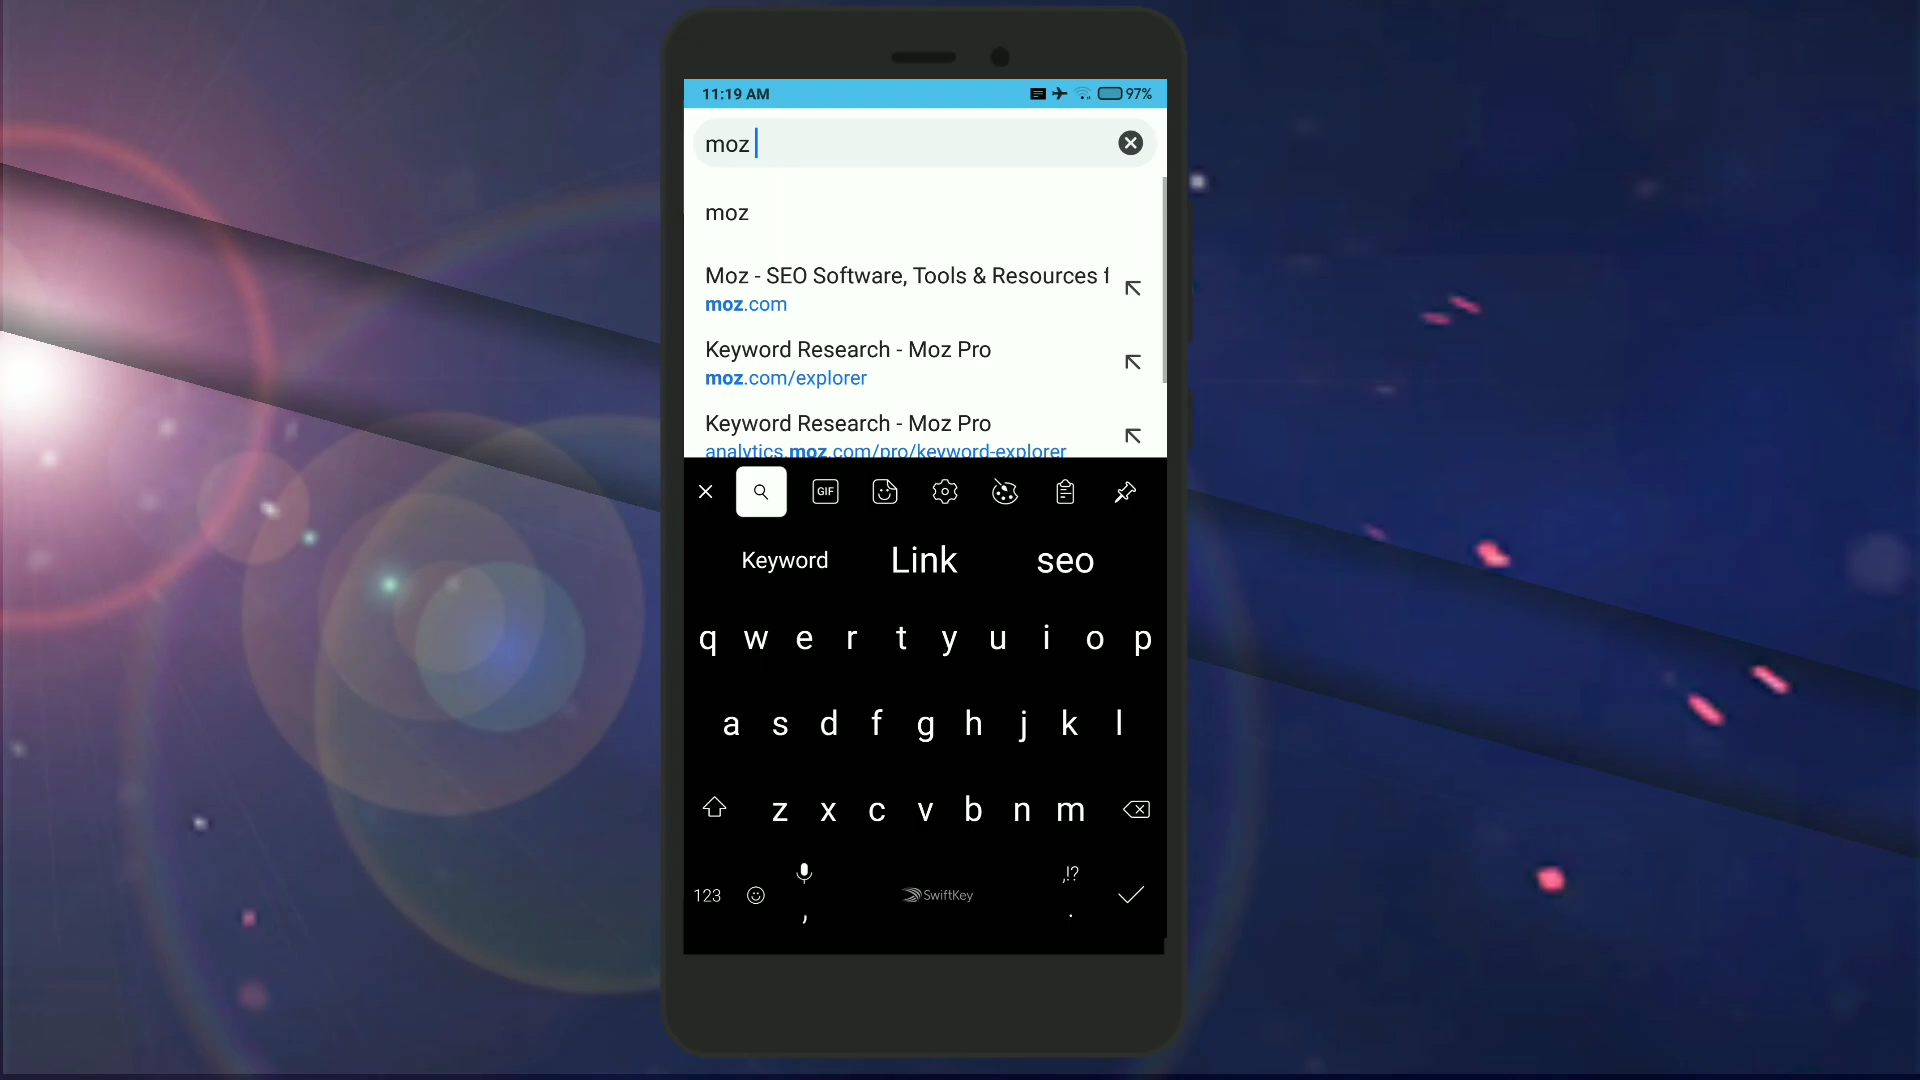 11:19 AM 97%
moz
moz
Moz - SEO Software, Tools & Resources f
moz.com
Keyword Research - Moz Pro
moz.com/explorer
Keyword Research - Moz Pro
analytics.moz.com/pro/keyword-explorer
GIF
Keyword Link seo
q w e r t y u i o p
a s d f g h j k l
z x c v b n m
,!?
123 SwiftKey
, .